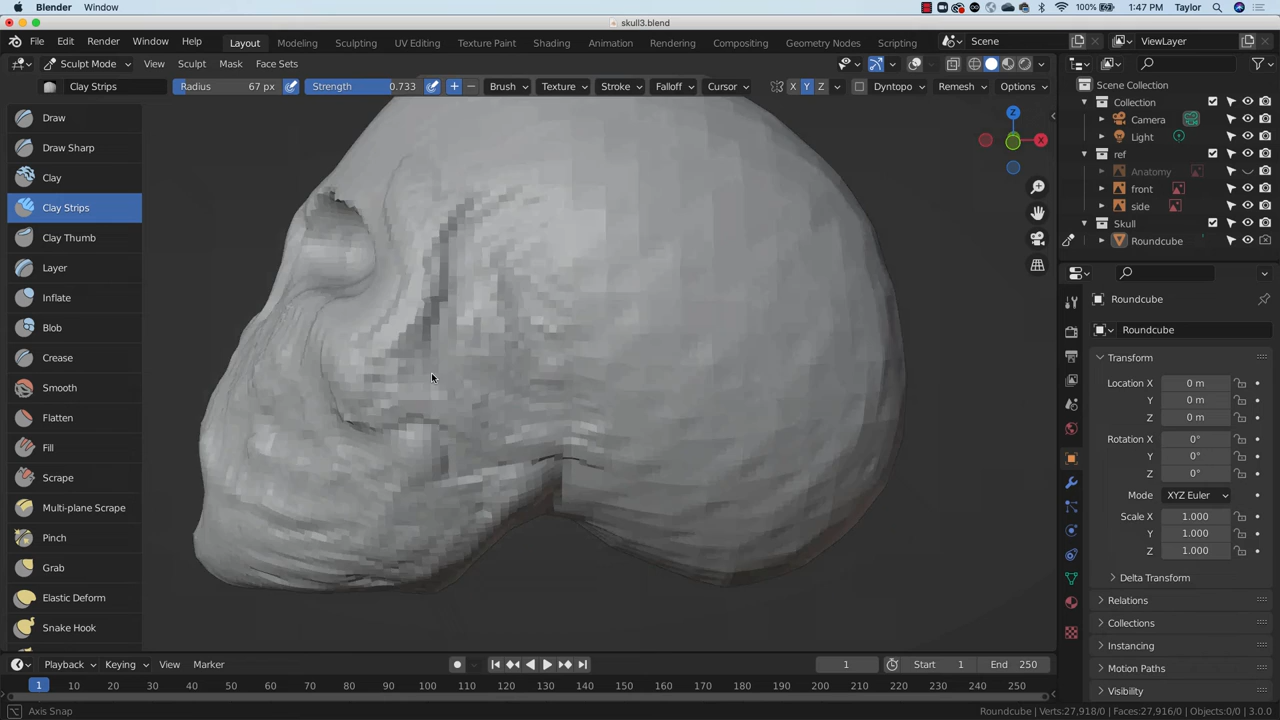 Blender Window 100% Tue 1:47 PM Taylor
skull3.blend
File Edit Render Window Help Layout Modeling Sculpting UV Editing Texture Paint Shading Animation Rendering Compositing Geometry Nodes Scripting Scene ViewLayer
Sculpt Mode View Sculpt Mask Face Sets
Clay Strips Radius 67 px Strength 0.733 Brush Texture Stroke Falloff Cursor X Y Z Dyntopo Remesh Options
Scene Collection
Collection
Camera
Light
ref
Anatomy
front
side
Skull
Roundcube
Draw
Draw Sharp
Clay
Clay Strips
Clay Thumb
Layer
Inflate
Blob
Crease
Smooth
Flatten
Fill
Scrape
Multi-plane Scrape
Pinch
Grab
Elastic Deform
Snake Hook
Z
X
Roundcube
Roundcube
Transform
Location X 0 m
Y 0 m
Z 0 m
Rotation X 0°
Y 0°
Z 0°
Mode XYZ Euler
Scale X 1.000
Y 1.000
Z 1.000
Delta Transform
Relations
Collections
Instancing
Motion Paths
Visibility
Playback Keying View Marker 1 Start 1 End 250
1 10 20 30 40 50 60 70 80 90 100 110 120 130 140 150 160 170 180 190 200 210 220 230 240 250
Axis Snap Roundcube | Verts:27,918/0 | Faces:27,916/0 | Objects:0/0 | 3.0.0